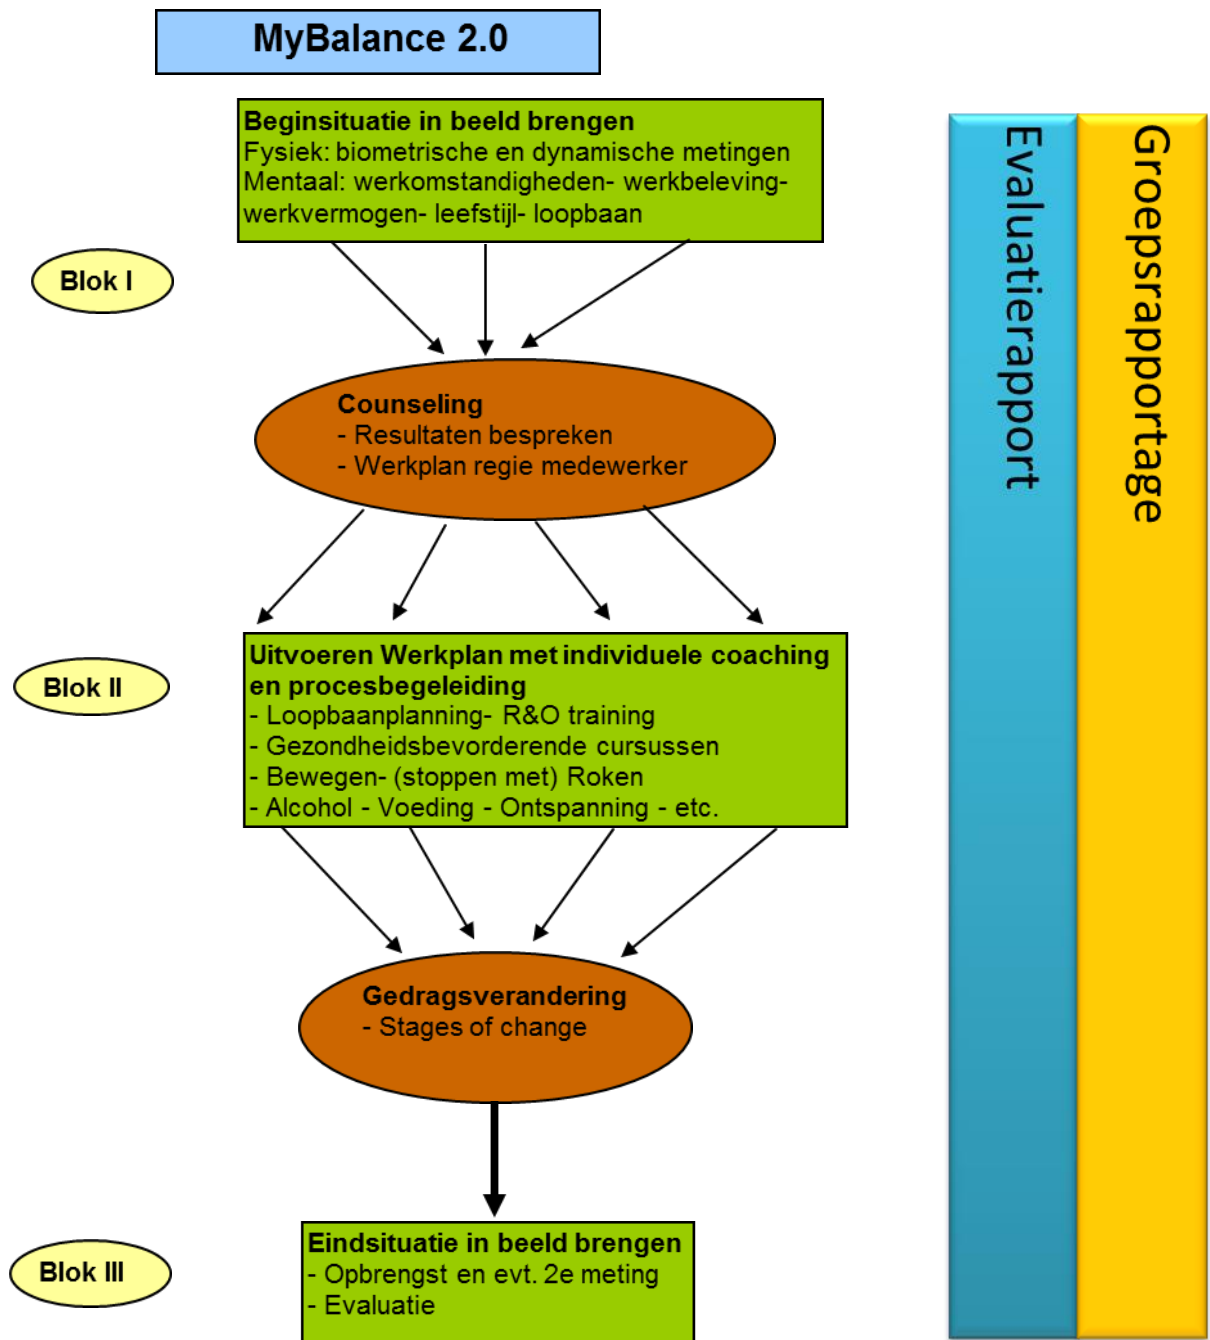 MyBalance 2.0
Beginsituatie in beeld brengen
Fysiek: biometrische en dynamische metingen
Mentaal: werkomstandigheden- werkbeleving-
werkvermogen- leefstijl- loopbaan
Blok I
Counseling
- Resultaten bespreken
- Werkplan regie medewerker
Blok II
Uitvoeren Werkplan met individuele coaching
en procesbegeleiding
- Loopbaanplanning- R&O training
- Gezondheidsbevorderende cursussen
- Bewegen- (stoppen met) Roken
- Alcohol - Voeding - Ontspanning - etc.
Gedragsverandering
- Stages of change
Blok III
Eindsituatie in beeld brengen
- Opbrengst en evt. 2e meting
- Evaluatie
Evaluatierapport
Groepsrapportage